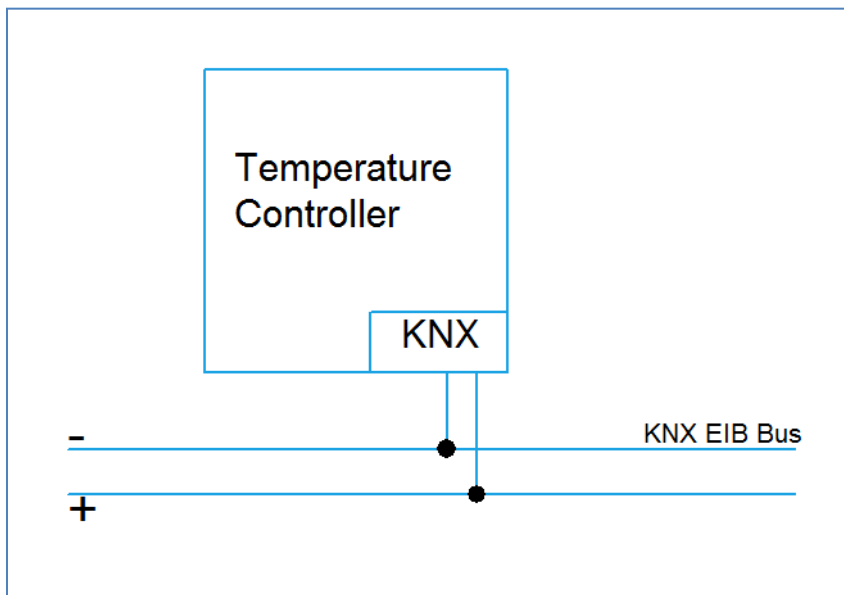 Temperature
Controller
KNX
-
KNX EIB Bus
+